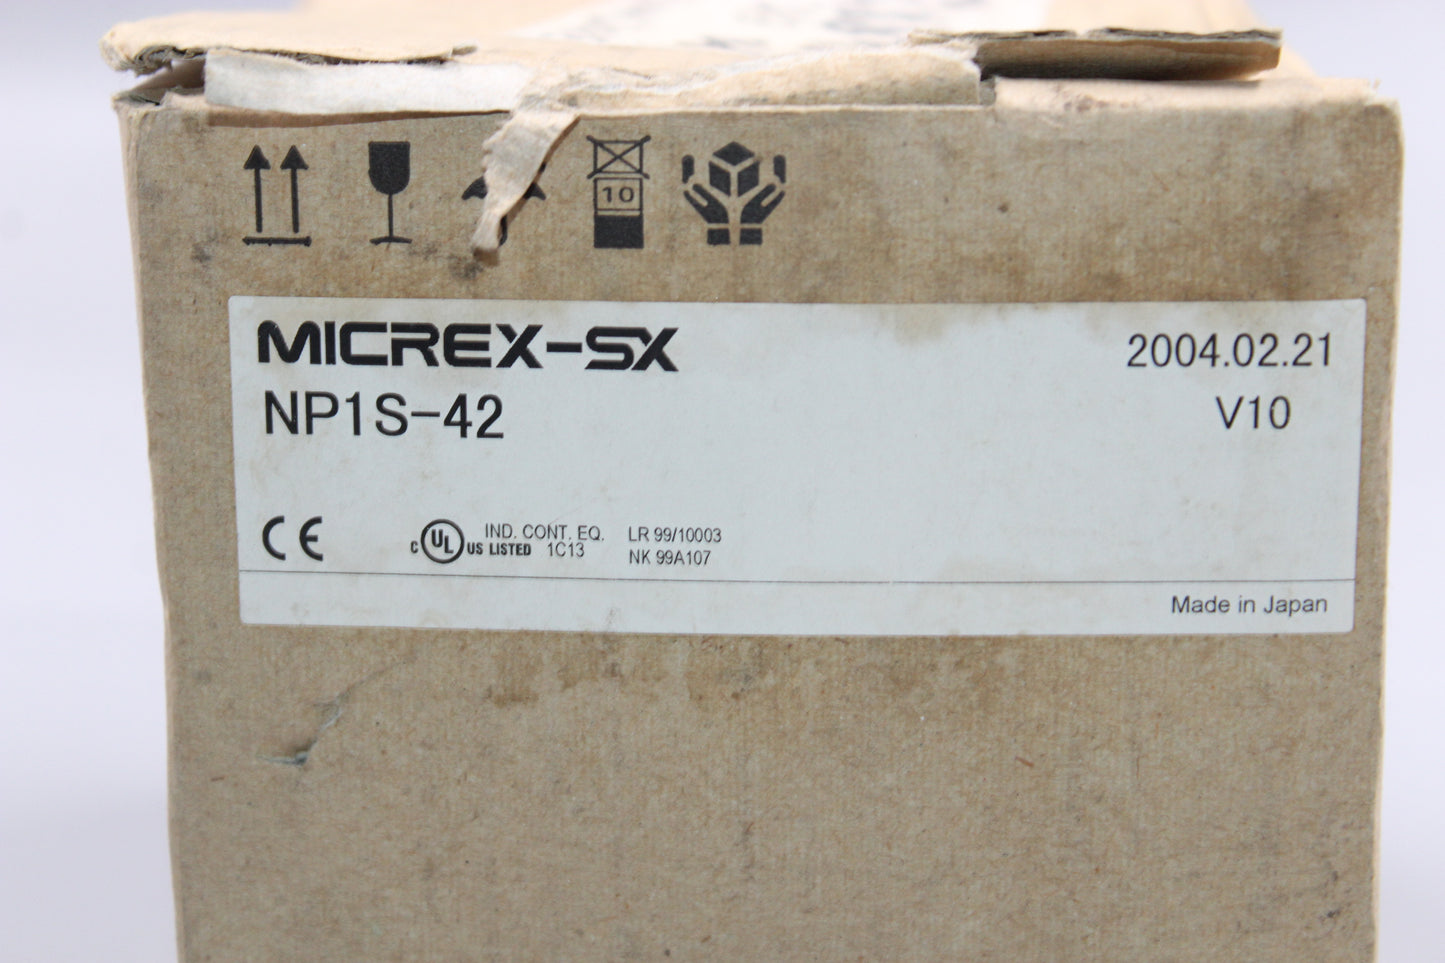 10
MICREX-SX
2004.02.21
NP1S-42
V10
CE
C UL US LISTED IND. CONT. EQ. 1C13
LR 99/10003
NK 99A107
Made in Japan